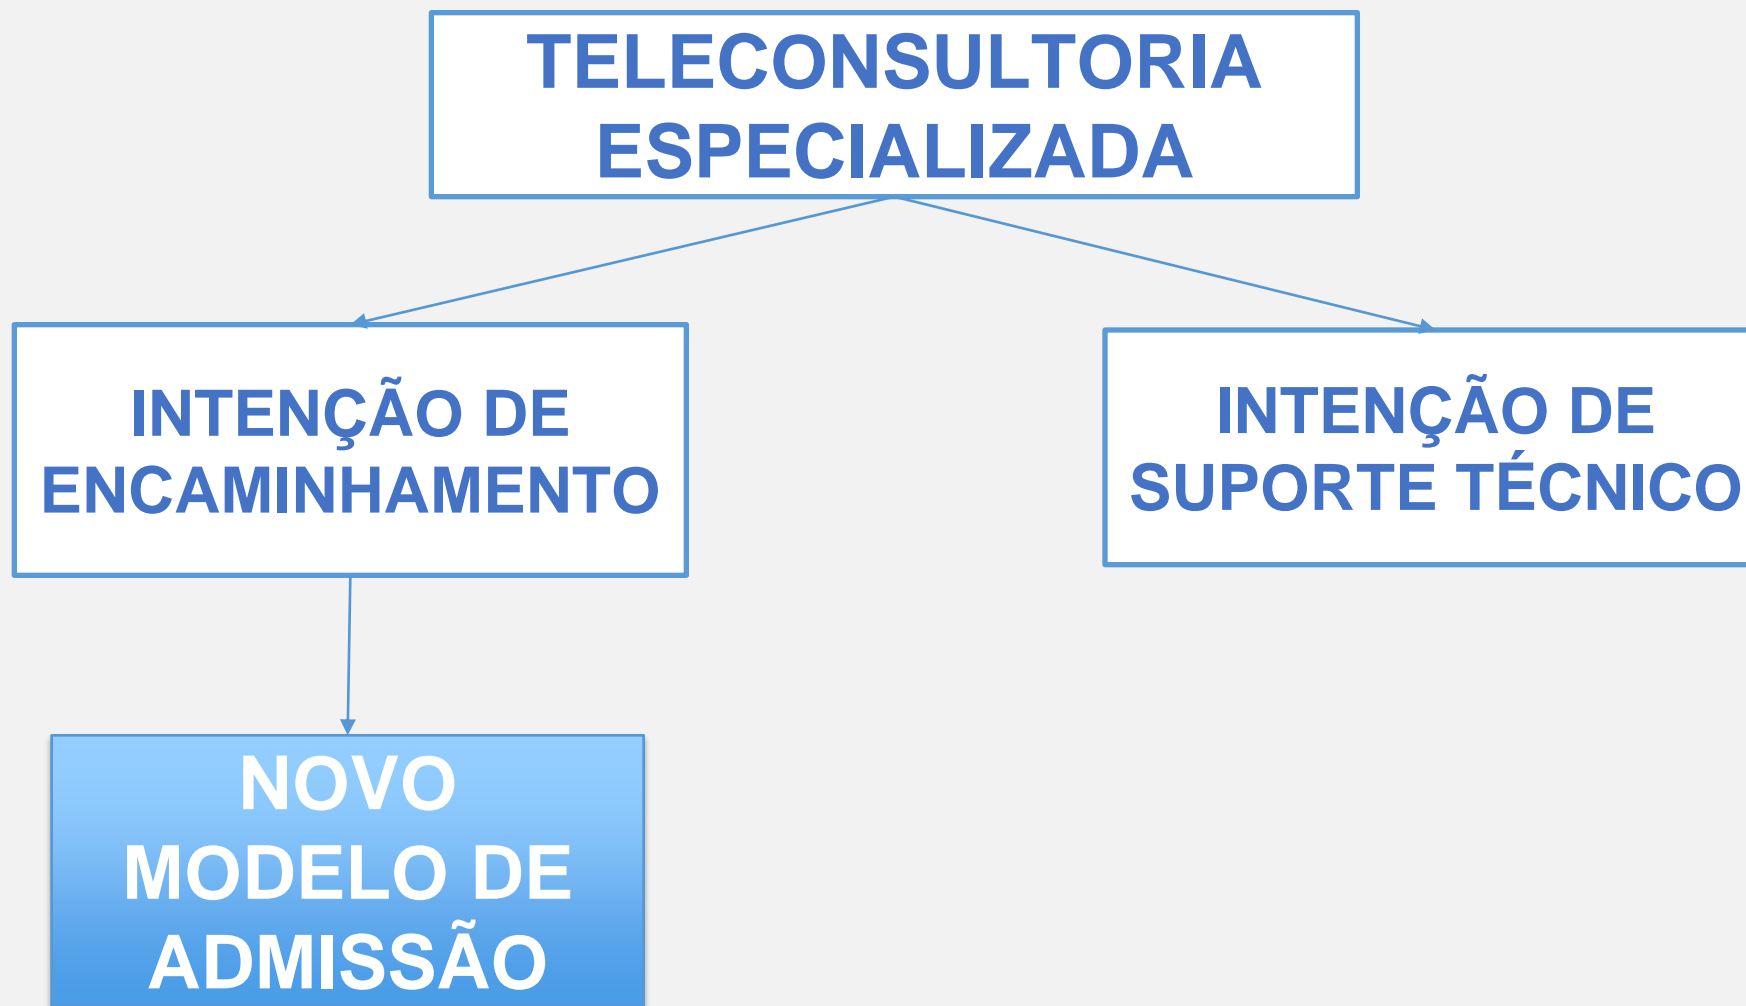 TELECONSULTORIA
ESPECIALIZADA
INTENÇÃO DE
ENCAMINHAMENTO
INTENÇÃO DE
SUPORTE TÉCNICO
NOVO
MODELO DE
ADMISSÃO